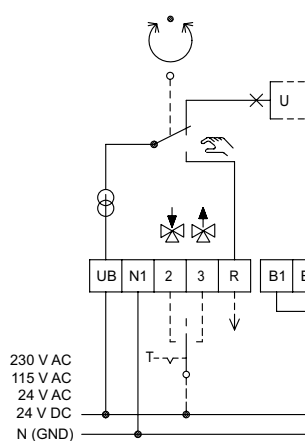 U
UB N1 2 3 R B1
T
230 V AC
115 V AC
24 V AC
24 V DC
N (GND)